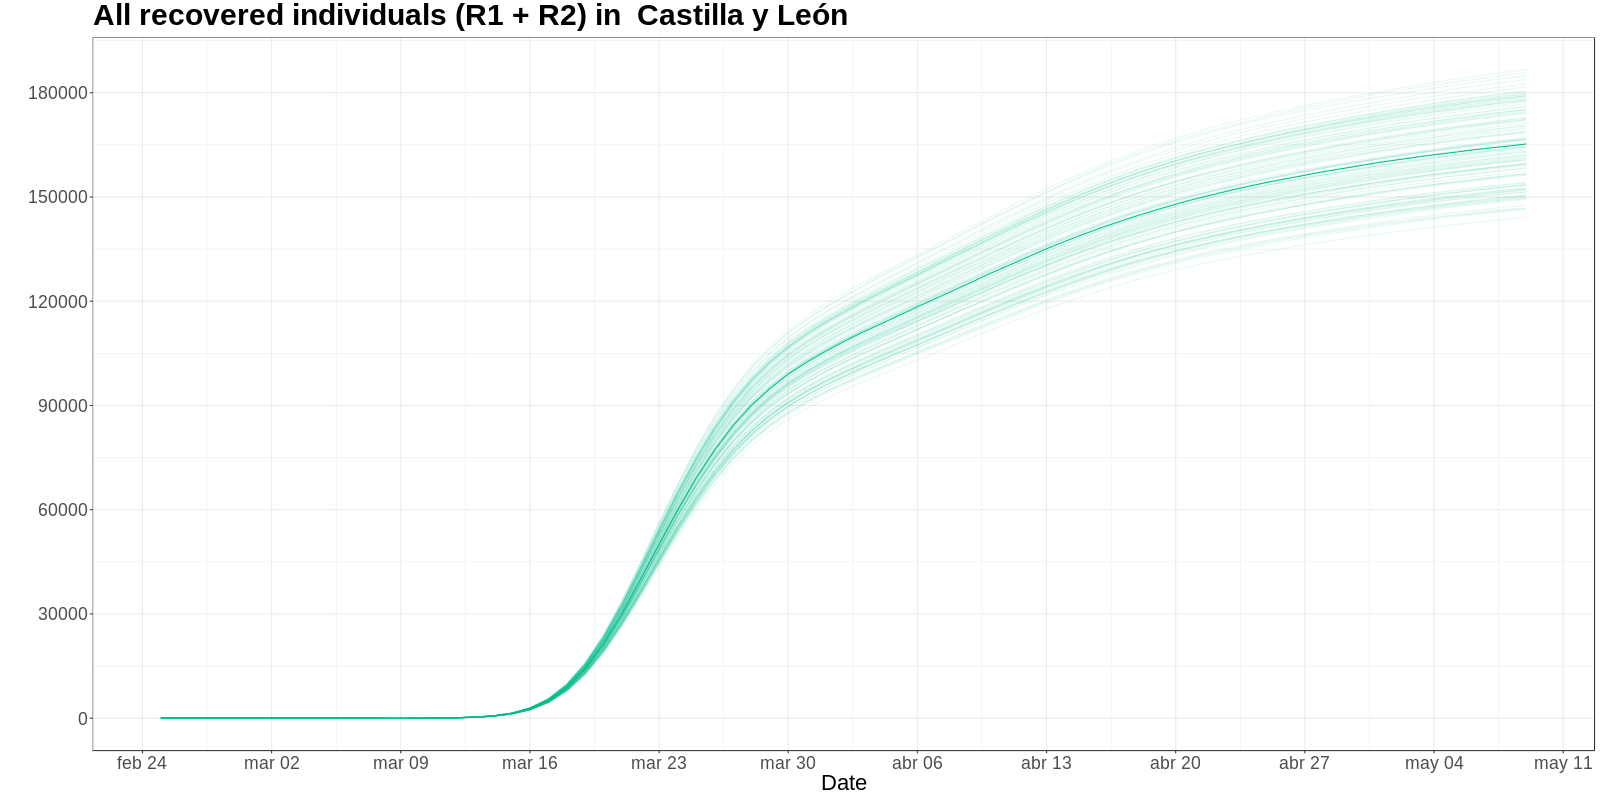 All recovered individuals (R1 + R2) in  Castilla y León
180000
150000
120000
90000
60000
30000
0
feb 24 mar 02 mar 09 mar 16 mar 23 mar 30 abr 06 abr 13 abr 20 abr 27 may 04 may 11
Date